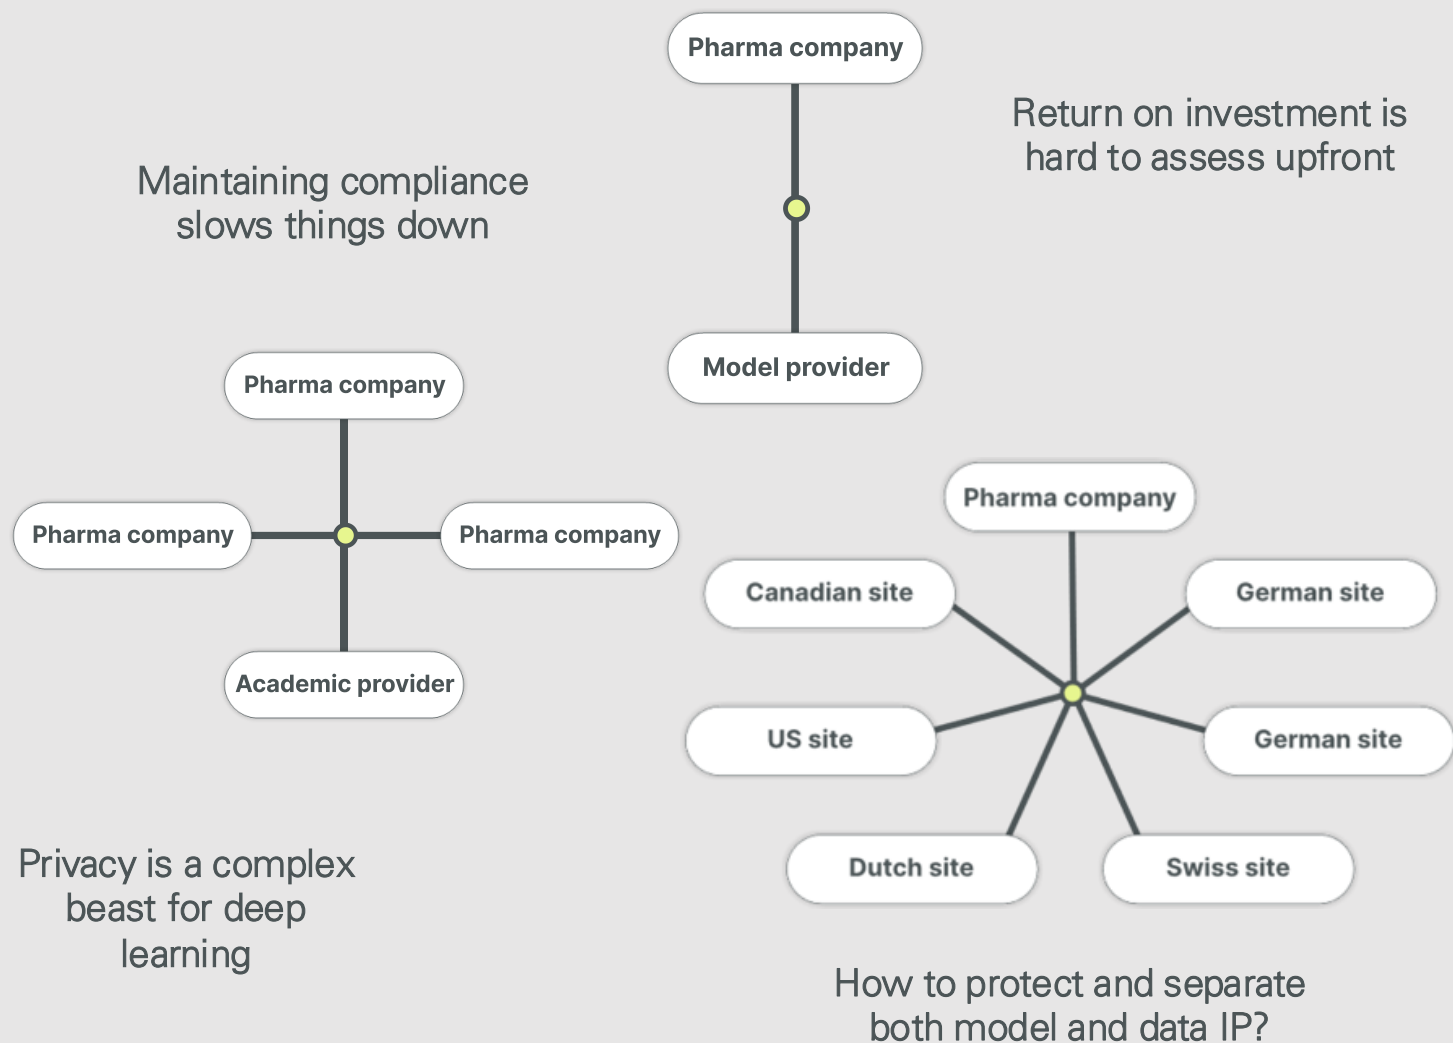 Pharma company
Return on investment is
hard to assess upfront
Maintaining compliance
slows things down
Model provider
Pharma company
Pharma company
Pharma company
Academic provider
Pharma company
Canadian site
German site
US site
German site
Dutch site
Swiss site
Privacy is a complex
beast for deep
learning
How to protect and separate
both model and data IP?